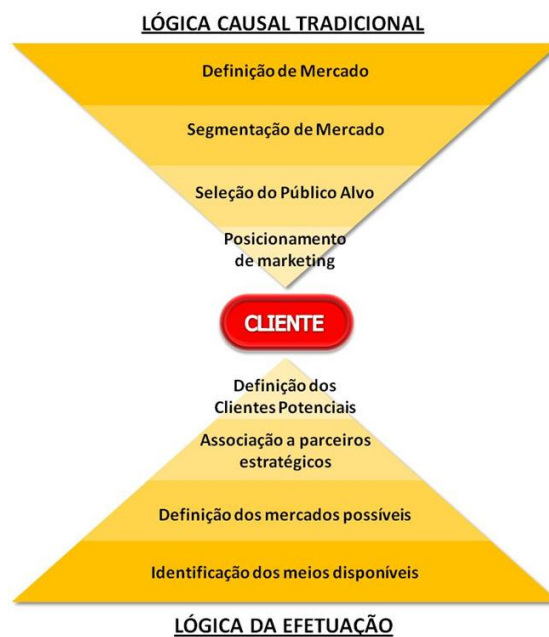 LÓGICA CAUSAL TRADICIONAL
Definição de Mercado
Segmentação de Mercado
Seleção do Público Alvo
Posicionamento
de marketing
CLIENTE
Definição dos
Clientes Potenciais
Associação a parceiros
estratégicos
Definição dos mercados possíveis
Identificação dos meios disponíveis
LÓGICA DA EFETUAÇÃO